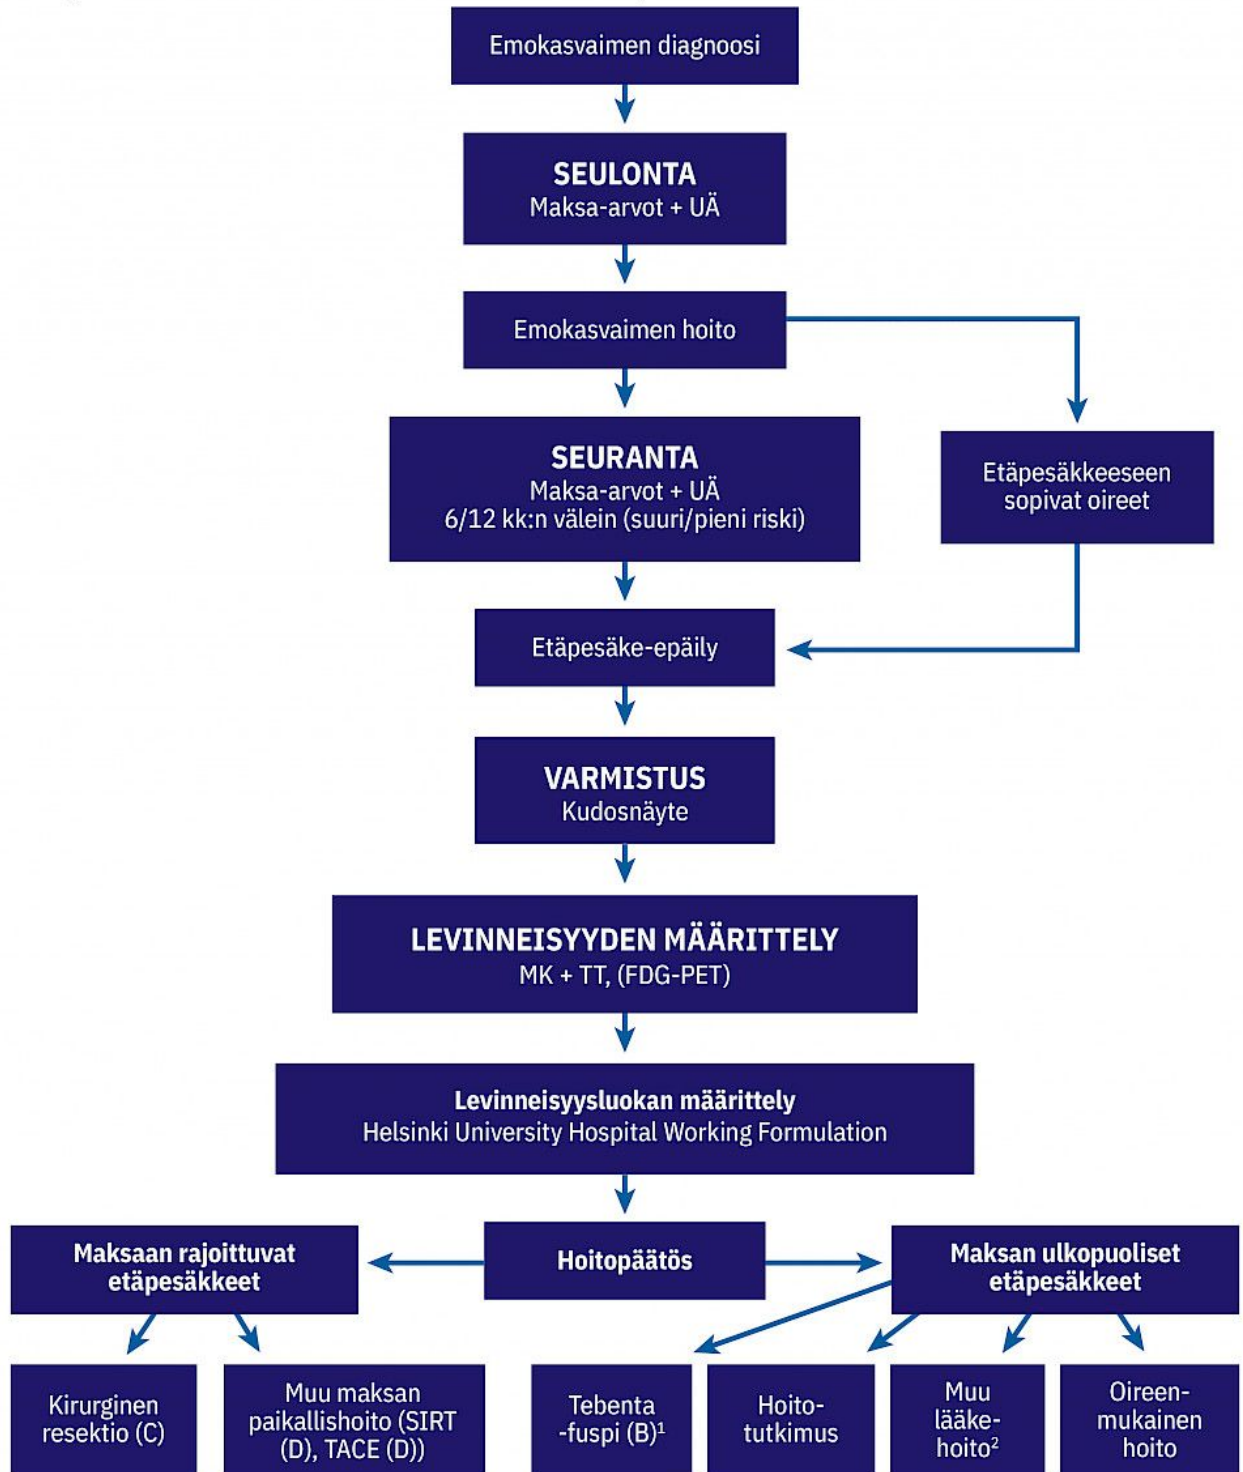 Emokasvaimen diagnoosi
SEULONTA
Maksa-arvot + UÄ
Emokasvaimen hoito
SEURANTA
Maksa-arvot + UÄ
6/12 kk:n välein (suuri/pieni riski)
Etäpesäkkeeseen
sopivat oireet
Etäpesäke-epäily
VARMISTUS
Kudosnäyte
LEVINNEISYYDEN MÄÄRITTELY
MK + TT, (FDG-PET)
Levinneisyysluokan määrittely
Helsinki University Hospital Working Formulation
Maksaan rajoittuvat
etäpesäkkeet
Hoitopäätös
Maksan ulkopuoliset
etäpesäkkeet
Kirurginen
resektio (C)
Muu maksan
paikallishoito (SIRT
(D), TACE (D))
Tebenta
-fuspi (B)¹
Hoito-
tutkimus
Muu
lääke-
hoito²
Oireen-
mukainen
hoito